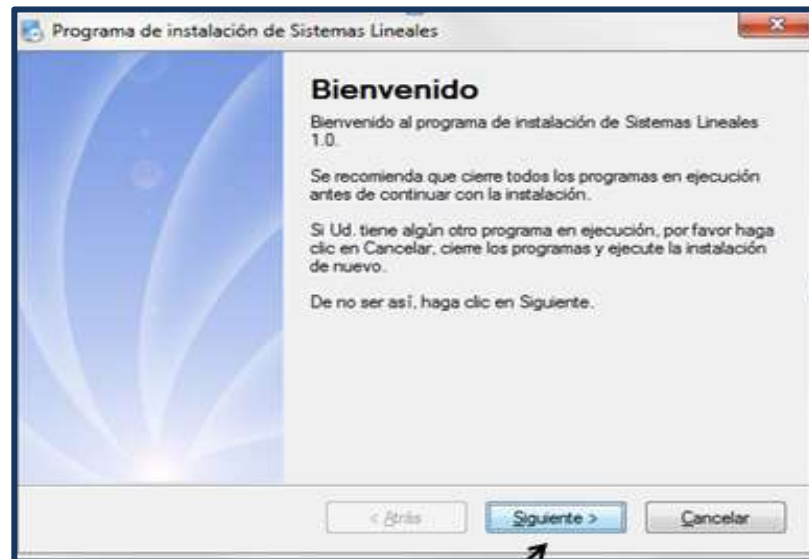 Programa de instalación de Sistemas Lineales
Bienvenido
Bienvenido al programa de instalación de Sistemas Lineales
1.0.
Se recomienda que cierre todos los programas en ejecución
antes de continuar con la instalación.
Si Ud. tiene algún otro programa en ejecución, por favor haga
clic en Cancelar, cierre los programas y ejecute la instalación
de nuevo.
De no ser así, haga clic en Siguiente.
< Atrás Siguiente > Cancelar